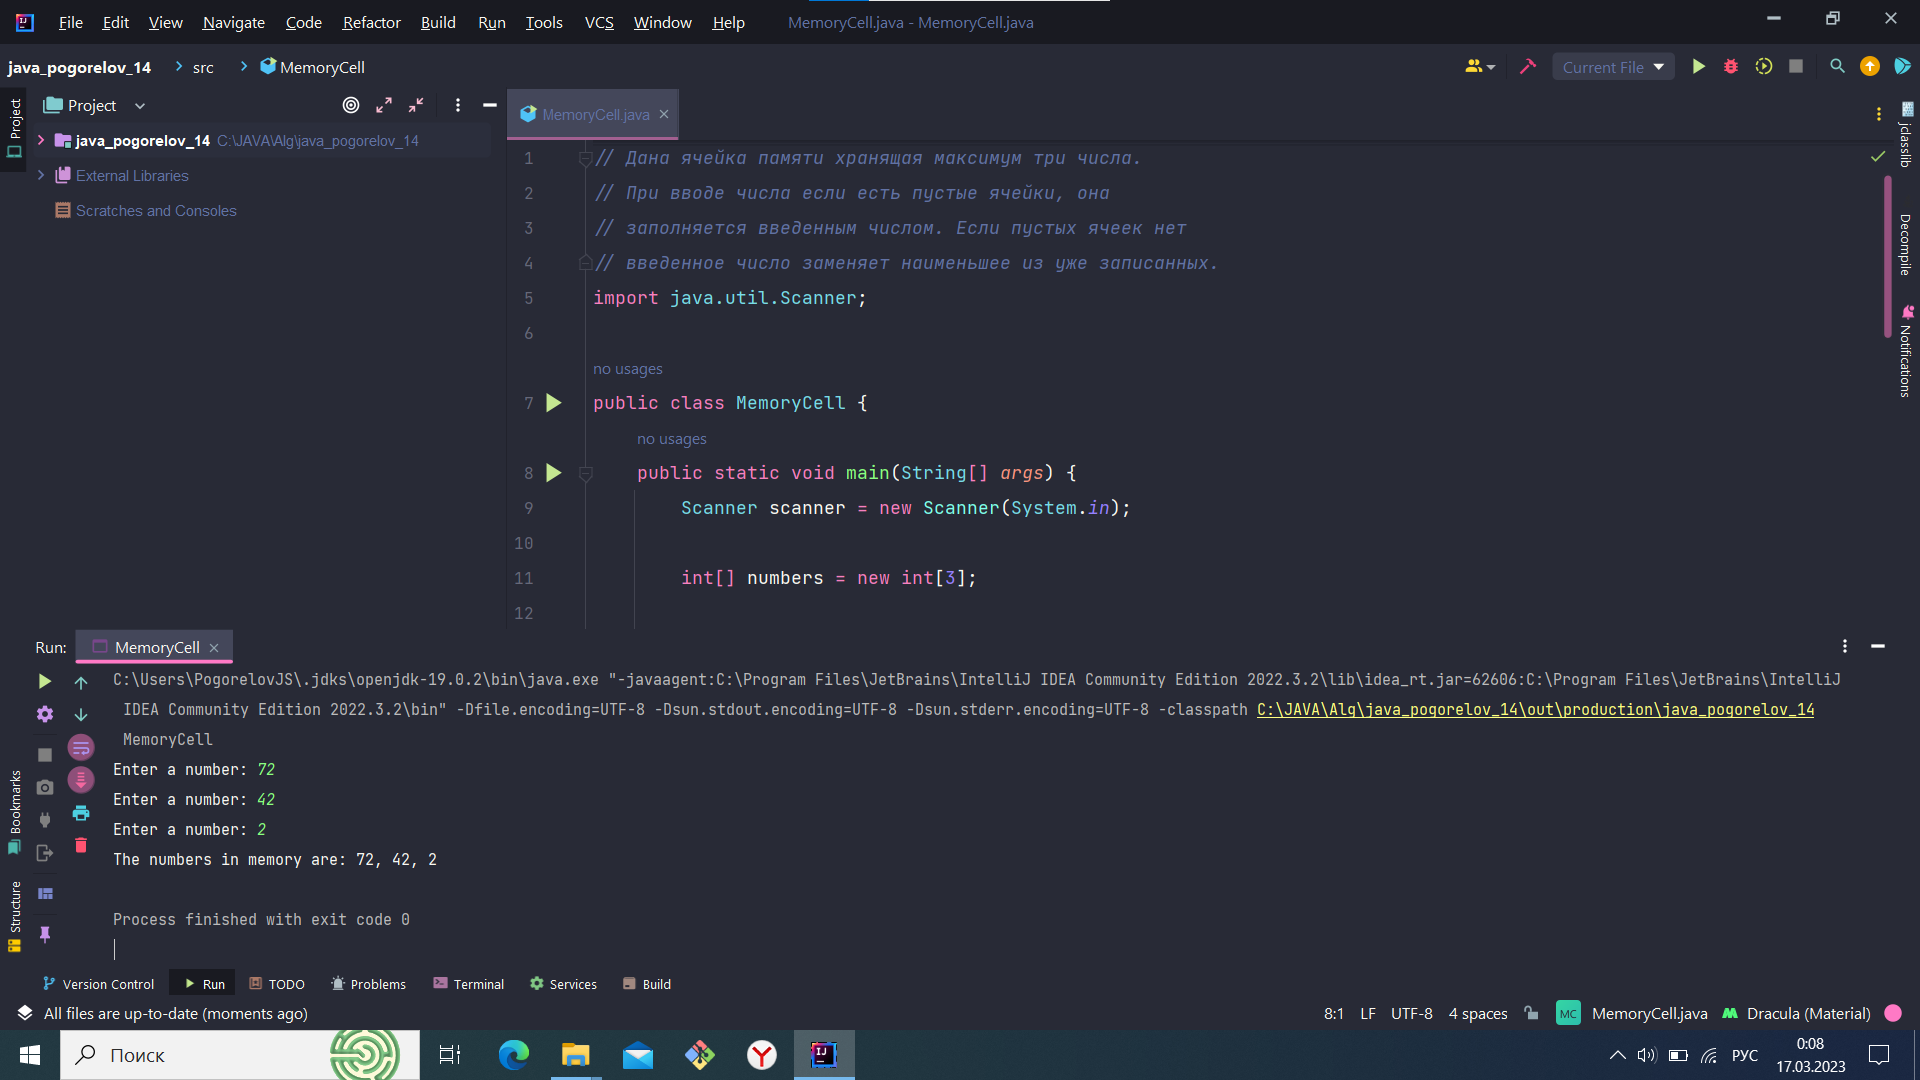 File Edit View Navigate Code Refactor Build Run Tools VCS Window Help MemoryCell.java - MemoryCell.java
java_pogorelov_14 src MemoryCell Current File
Project
Project
java_pogorelov_14 C:\JAVA\Alg\java_pogorelov_14
External Libraries
Scratches and Consoles
MemoryCell.java
1 // Дана ячейка памяти хранящая максимум три числа.
2 // При вводе числа если есть пустые ячейки, она
3 // заполняется введенным числом. Если пустых ячеек нет
4 // введенное число заменяет наименьшее из уже записанных.
5 import java.util.Scanner;
6
no usages
7 public class MemoryCell {
no usages
8 public static void main(String[] args) {
9 Scanner scanner = new Scanner(System.in);
10
11 int[] numbers = new int[3];
12
jclasslib
Decompile
Notifications
Run: MemoryCell
C:\Users\PogorelovJS\.jdks\openjdk-19.0.2\bin\java.exe "-javaagent:C:\Program Files\JetBrains\IntelliJ IDEA Community Edition 2022.3.2\lib\idea_rt.jar=62606:C:\Program Files\JetBrains\IntelliJ
IDEA Community Edition 2022.3.2\bin" -Dfile.encoding=UTF-8 -Dsun.stdout.encoding=UTF-8 -Dsun.stderr.encoding=UTF-8 -classpath C:\JAVA\Alg\java_pogorelov_14\out\production\java_pogorelov_14
MemoryCell
Enter a number: 72
Enter a number: 42
Enter a number: 2
The numbers in memory are: 72, 42, 2
Process finished with exit code 0
Bookmarks
Structure
Version Control Run TODO Problems Terminal Services Build
All files are up-to-date (moments ago) 8:1 LF UTF-8 4 spaces MC MemoryCell.java Dracula (Material)
Поиск РУС 0:08
17.03.2023